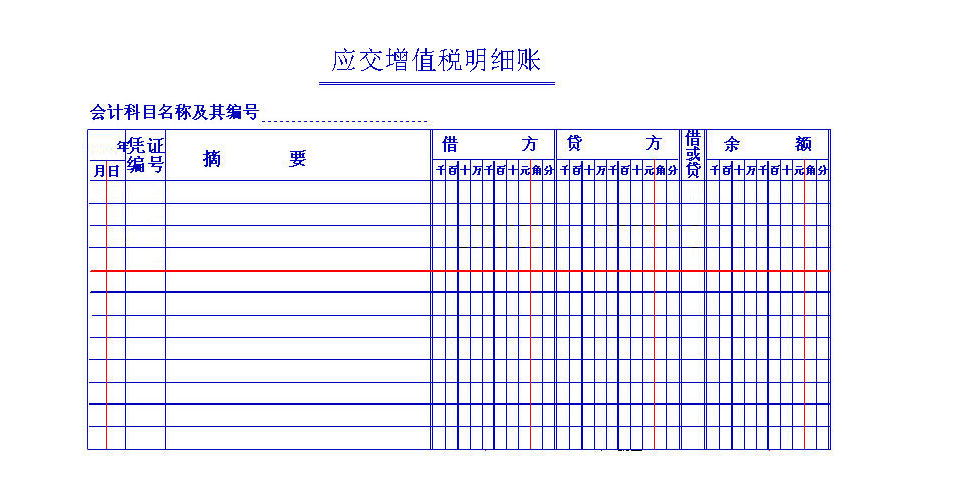 应交增值税明细账
会计科目名称及其编号
年 凭证编号 摘 要 借 方 贷 方 借或贷 余 额
月 日 千 百 十 万 千 百 十 元 角 分 千 百 十 万 千 百 十 元 角 分 千 百 十 万 千 百 十 元 角 分